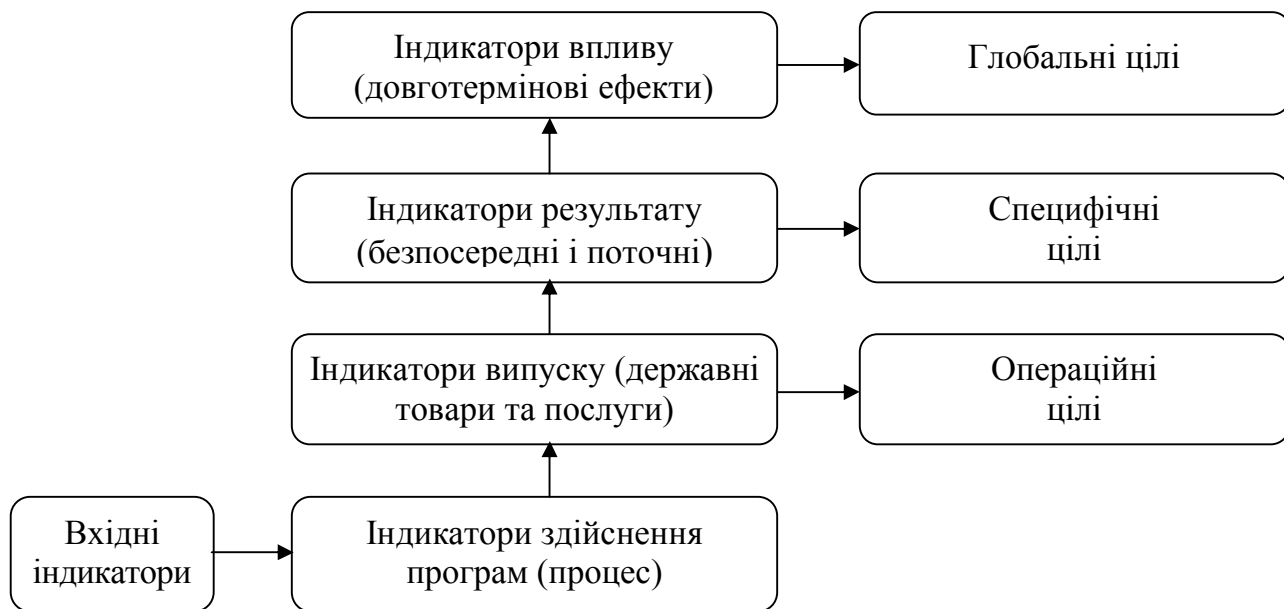 Індикатори впливу
(довготермінові ефекти)
Глобальні цілі
Індикатори результату
(безпосередні і поточні)
Специфічні
цілі
Індикатори випуску (державні
товари та послуги)
Операційні
цілі
Вхідні
індикатори
Індикатори здійснення
програм (процес)